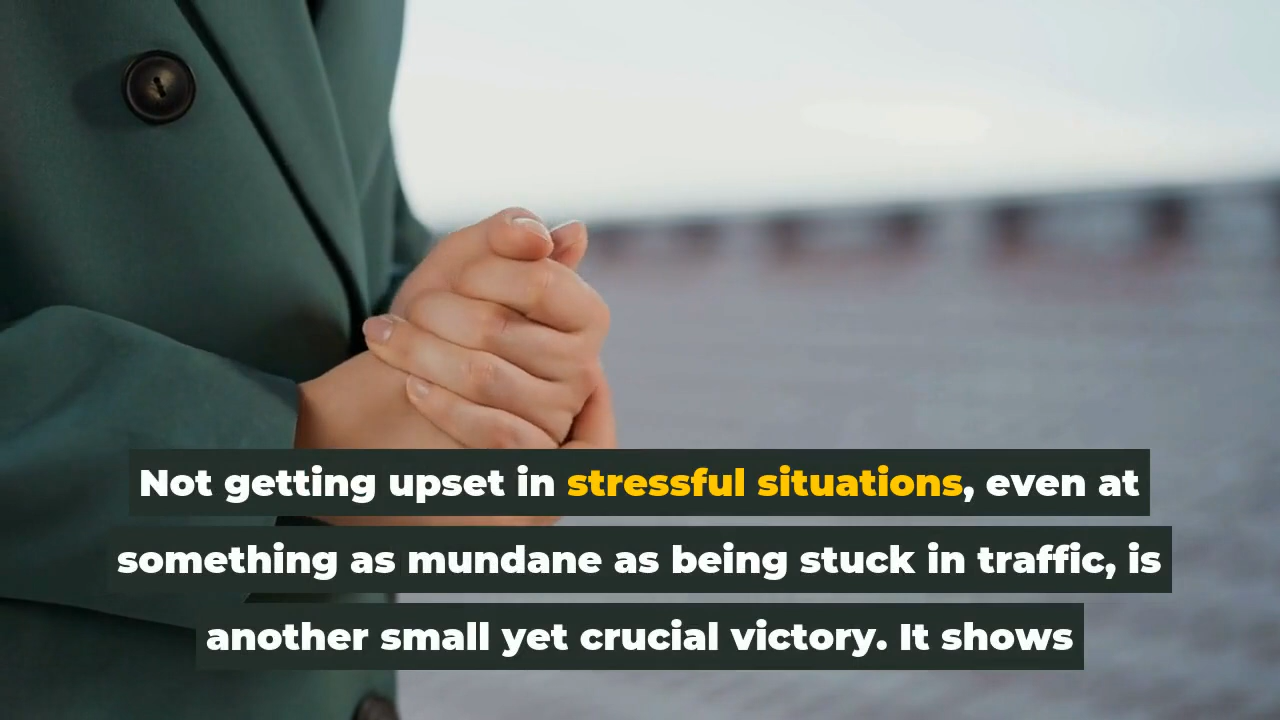 Not getting upset in stressful situations, even at
something as mundane as being stuck in traffic, is
another small yet crucial victory. It shows